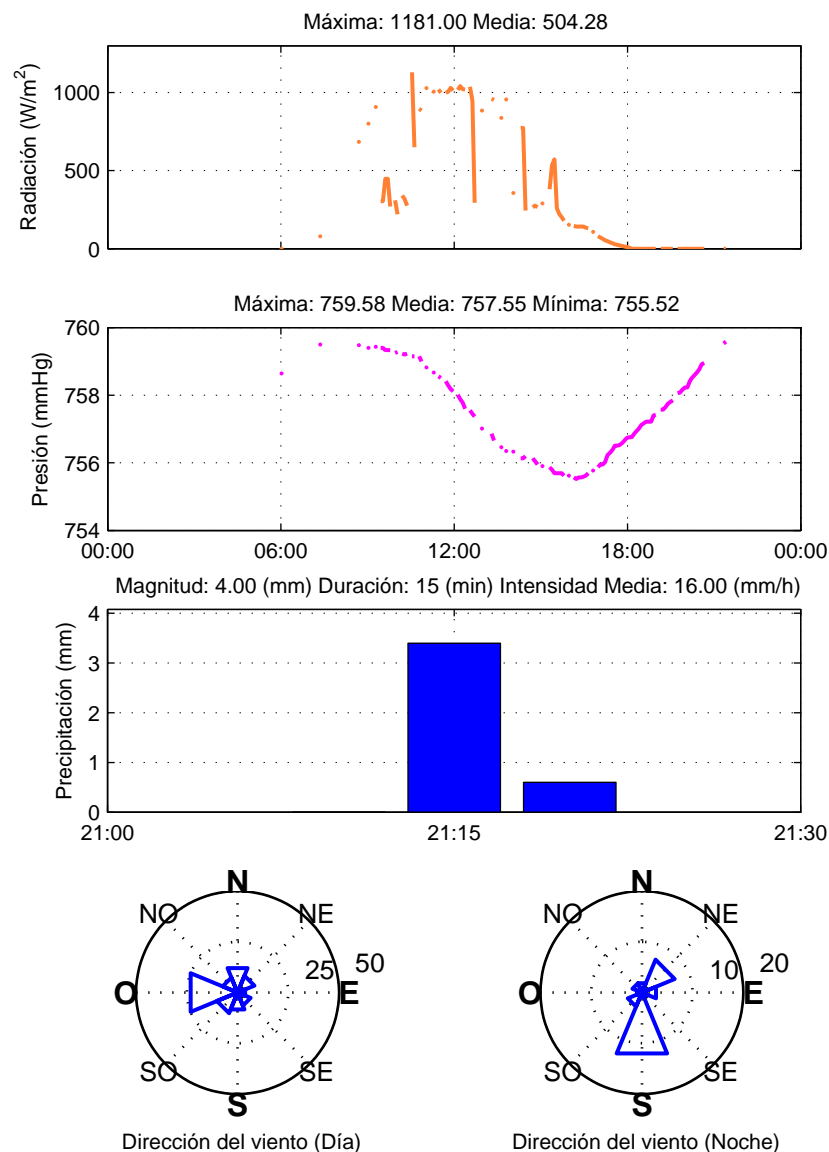 Máxima: 1181.00 Media: 504.28
1000
500
0
Radiación (W/m²)
Máxima: 759.58 Media: 757.55 Mínima: 755.52
760
758
756
754
Presión (mmHg)
00:00 06:00 12:00 18:00 00:00
Magnitud: 4.00 (mm) Duración: 15 (min) Intensidad Media: 16.00 (mm/h)
4
3
2
1
0
Precipitación (mm)
21:00 21:15 21:30
N
NO NE
25 50
O E
SO SE
S
Dirección del viento (Día)
N
NO NE
10 20
O E
SO SE
S
Dirección del viento (Noche)